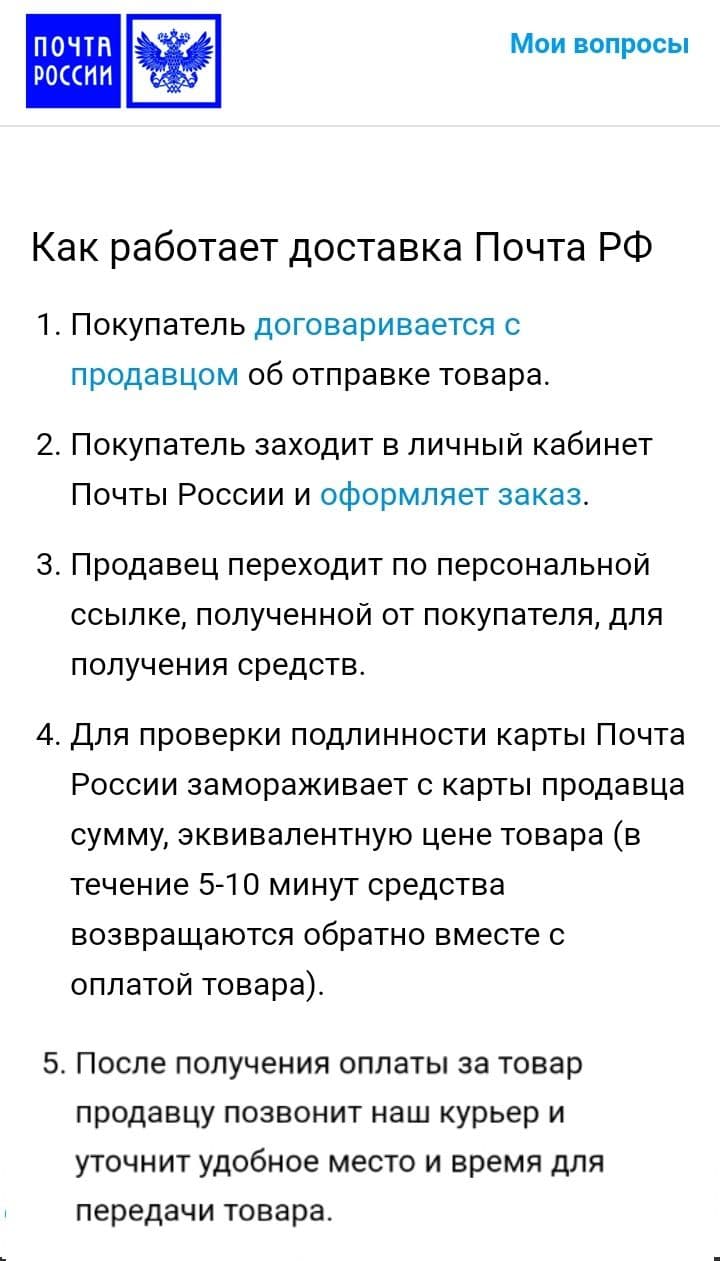 ПОЧТА
РОССИИ
Мои вопросы
Как работает доставка Почта РФ
1. Покупатель договаривается с
продавцом об отправке товара.
2. Покупатель заходит в личный кабинет
Почты России и оформляет заказ.
3. Продавец переходит по персональной
ссылке, полученной от покупателя, для
получения средств.
4. Для проверки подлинности карты Почта
России замораживает с карты продавца
сумму, эквивалентную цене товара (в
течение 5-10 минут средства
возвращаются обратно вместе с
оплатой товара).
5. После получения оплаты за товар
продавцу позвонит наш курьер и
уточнит удобное место и время для
передачи товара.